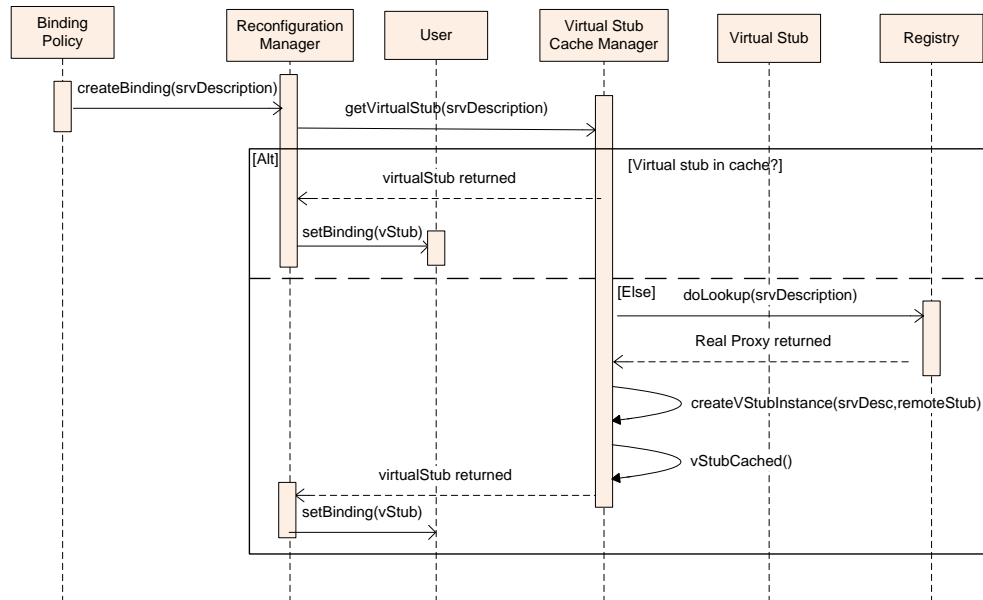 Binding
Policy
Reconfiguration
Manager
User
Virtual Stub
Cache Manager
Virtual Stub
Registry
createBinding(srvDescription)
getVirtualStub(srvDescription)
[Alt]
[Virtual stub in cache?]
virtualStub returned
setBinding(vStub)
[Else]
doLookup(srvDescription)
Real Proxy returned
createVStubInstance(srvDesc,remoteStub)
vStubCached()
virtualStub returned
setBinding(vStub)